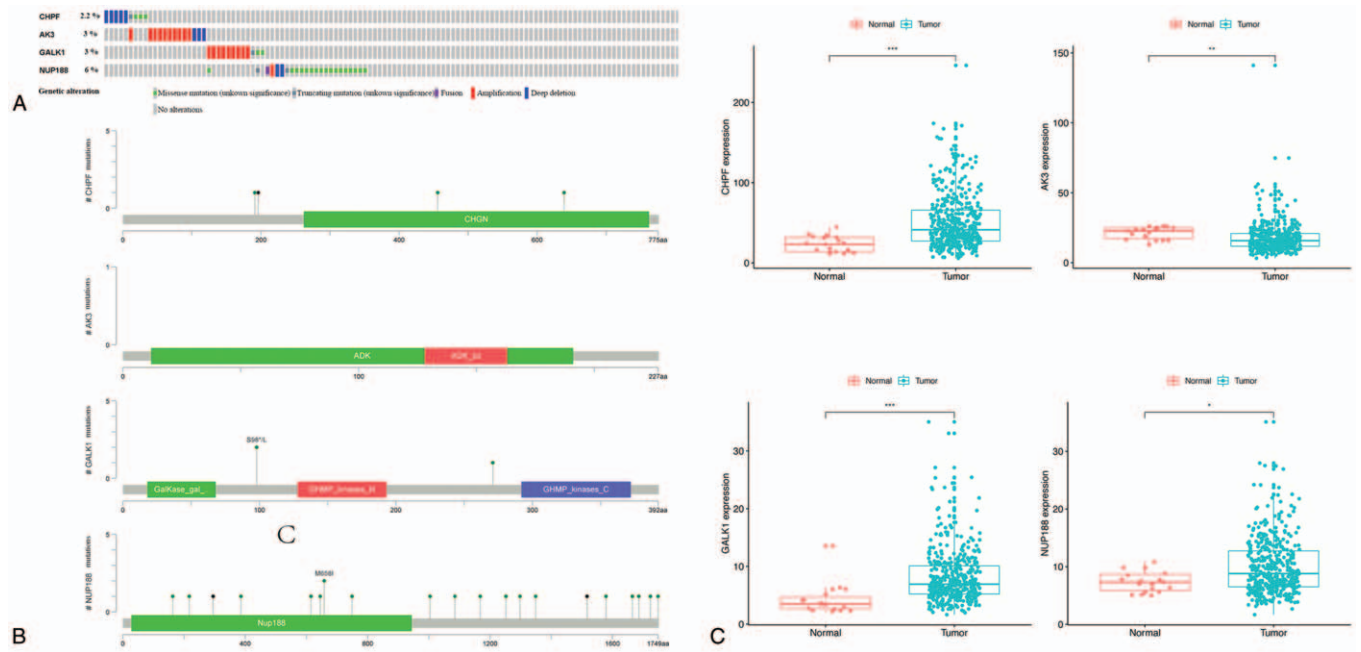 CHPF 2.2 %
AK3 3 %
GALK1 3 %
NUP188 6 %
Genetic alteration Missense mutation (unkown significance) Truncating mutation (unkown significance) Fusion Amplification Deep deletion
No alterations
A
# CHPF mutations
5
0
CHGN
0 200 400 600 775aa
# AK3 mutations
5
0
ADK
0 100 227aa
# GALK1 mutations
5
0
GalKase_gal_ GHMP_kinases_N GHMP_kinases_C
0 100 200 300 392aa
C
# NUP188 mutations
5
0
M658I
Nup188
0 400 800 1200 1600 1749aa
B
Normal Tumor
***
CHPF expression
200
100
0
Normal Tumor
Normal Tumor
**
AK3 expression
150
100
50
0
Normal Tumor
Normal Tumor
***
GALK1 expression
30
20
10
0
Normal Tumor
Normal Tumor
*
NUP188 expression
30
20
10
0
Normal Tumor
C